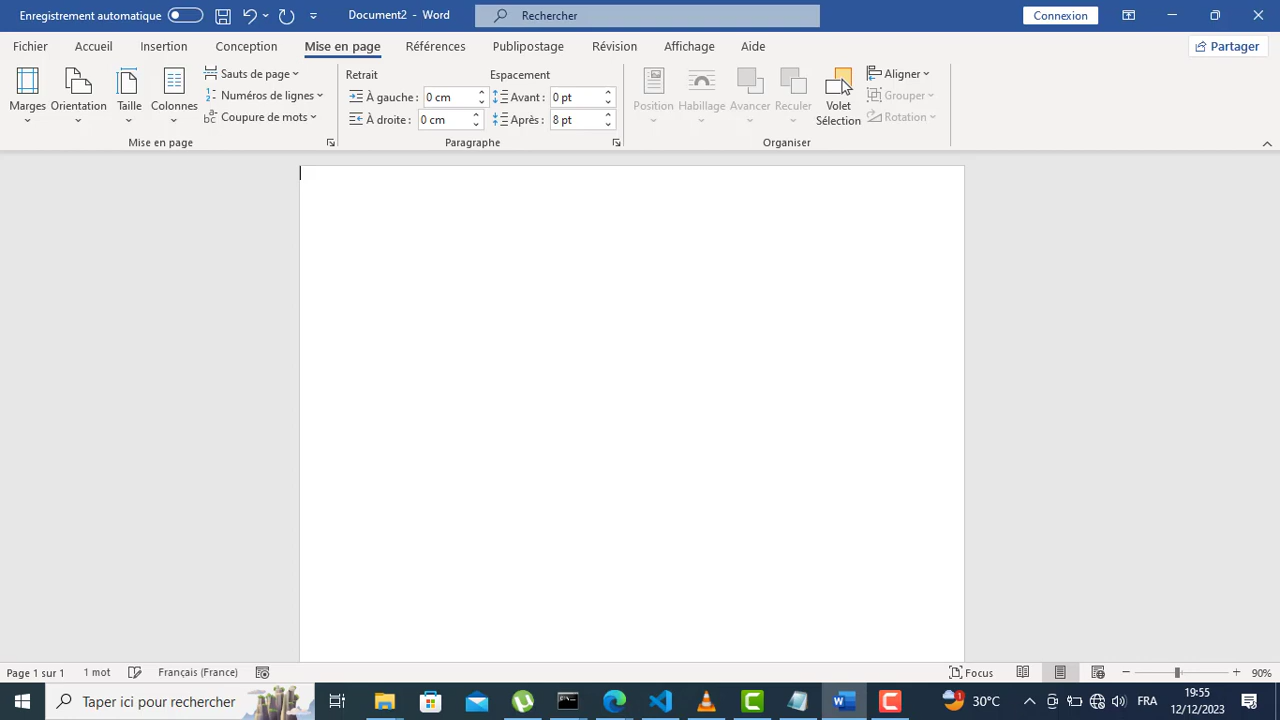 Enregistrement automatique
Document2 - Word
Rechercher
Connexion
Fichier Accueil Insertion Conception Mise en page Références Publipostage Révision Affichage Aide
Partager
Marges
Orientation
Taille
Colonnes
Sauts de page
Numéros de lignes
Coupure de mots
Mise en page
Retrait
À gauche : 0 cm
À droite : 0 cm
Espacement
Avant : 0 pt
Après : 8 pt
Paragraphe
Position
Habillage
Avancer
Reculer
Volet
Sélection
Aligner
Grouper
Rotation
Organiser
Page 1 sur 1 1 mot Français (France)
Focus
90%
Taper ici pour rechercher
1
30°C
FRA
19:55
12/12/2023